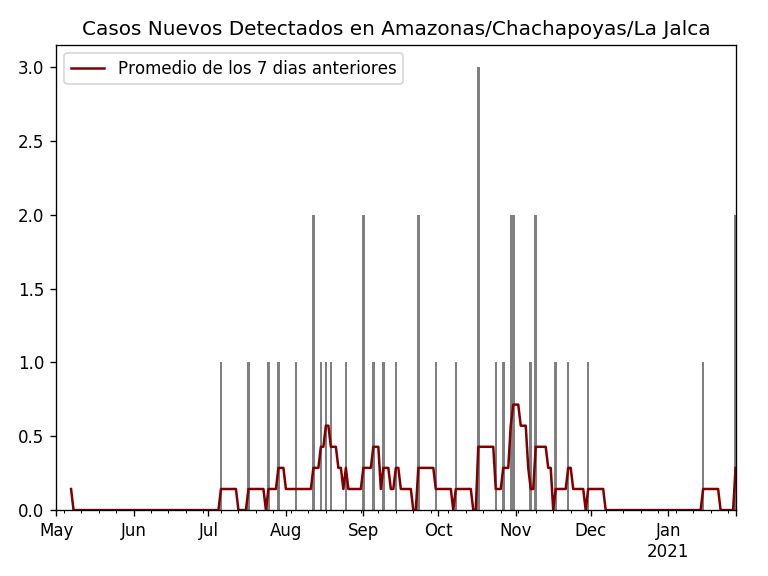 Casos Nuevos Detectados en Amazonas/Chachapoyas/La Jalca
Promedio de los 7 dias anteriores
3.0
2.5
2.0
1.5
1.0
0.5
0.0
May Jun Jul Aug Sep Oct Nov Dec Jan
2021